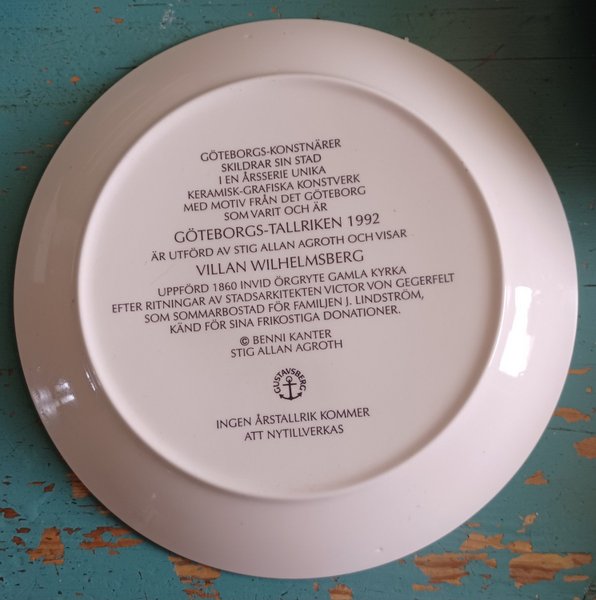 GÖTEBORGS-KONSTNÄRER
SKILDRAR SIN STAD
I EN ÅRSSERIE UNIKA
KERAMISK-GRAFISKA KONSTVERK
MED MOTIV FRÅN DET GÖTEBORG
SOM VARIT OCH ÄR
GÖTEBORGS-TALLRIKEN 1992
ÄR UTFÖRD AV STIG ALLAN AGROTH OCH VISAR
VILLAN WILHELMSBERG
UPPFÖRD 1860 INVID ÖRGRYTE GAMLA KYRKA
EFTER RITNINGAR AV STADSARKITEKTEN VICTOR VON GEGERFELT
SOM SOMMARBOSTAD FÖR FAMILJEN J. LINDSTRÖM,
KÄND FÖR SINA FRIKOSTIGA DONATIONER.
© BENNI KANTER
STIG ALLAN AGROTH
GUSTAVSBERG
INGEN ÅRSTALLRIK KOMMER
ATT NYTILLVERKAS